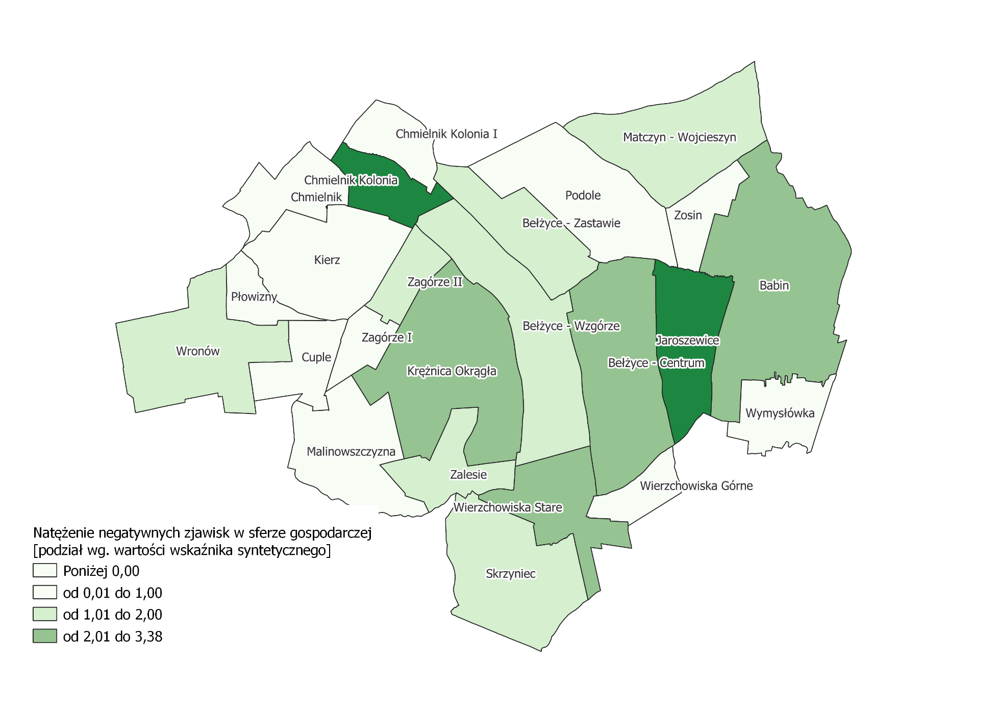 Chmielnik Kolonia I
Matczyn - Wojcieszyn
Chmielnik Kolonia
Chmielnik
Podole
Zosin
Bełżyce - Zastawie
Kierz
Zagórze II
Babin
Płowizny
Bełżyce - Wzgórze
Zagórze I
Jaroszewice
Wronów
Cuple
Bełżyce - Centrum
Krężnica Okrągła
Wymysłówka
Malinowszczyzna
Zalesie
Wierzchowiska Górne
Wierzchowiska Stare
Skrzyniec
Natężenie negatywnych zjawisk w sferze gospodarczej
[podział wg. wartości wskaźnika syntetycznego]
Poniżej 0,00
od 0,01 do 1,00
od 1,01 do 2,00
od 2,01 do 3,38